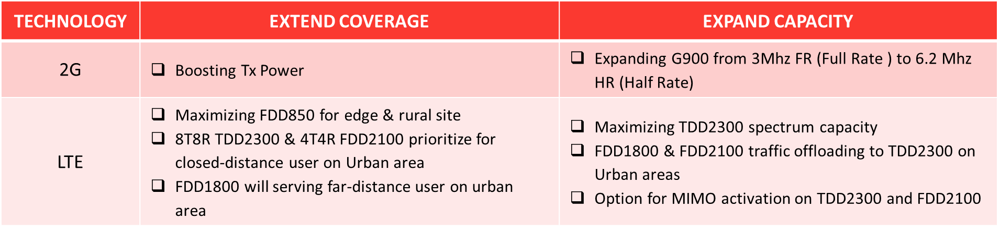 TECHNOLOGY
EXTEND COVERAGE
EXPAND CAPACITY
2G
Boosting Tx Power
Expanding G900 from 3Mhz FR (Full Rate ) to 6.2 Mhz
HR (Half Rate)
LTE
Maximizing FDD850 for edge & rural site
8T8R TDD2300 & 4T4R FDD2100 prioritize for
closed-distance user on Urban area
FDD1800 will serving far-distance user on urban
area
Maximizing TDD2300 spectrum capacity
FDD1800 & FDD2100 traffic offloading to TDD2300 on
Urban areas
Option for MIMO activation on TDD2300 and FDD2100